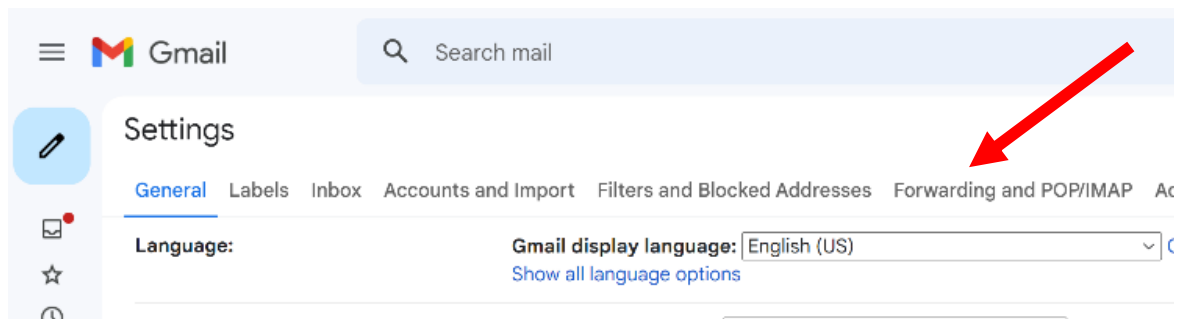 Gmail Search mail
Settings
General Labels Inbox Accounts and Import Filters and Blocked Addresses Forwarding and POP/IMAP
Language: Gmail display language: English (US)
Show all language options